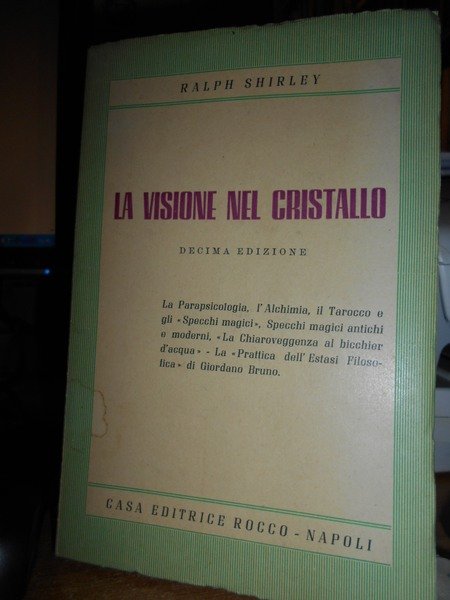 RALPH SHIRLEY
LA VISIONE NEL CRISTALLO
DECIMA EDIZIONE
La Parapsicologia, l'Alchimia, il Tarocco e
gli «Specchi magici», Specchi magici antichi
e moderni, «La Chiaroveggenza al bicchier
d'acqua» - La «Prattica dell'Estasi Filoso-
fica» di Giordano Bruno.
CASA EDITRICE ROCCO - NAPOLI